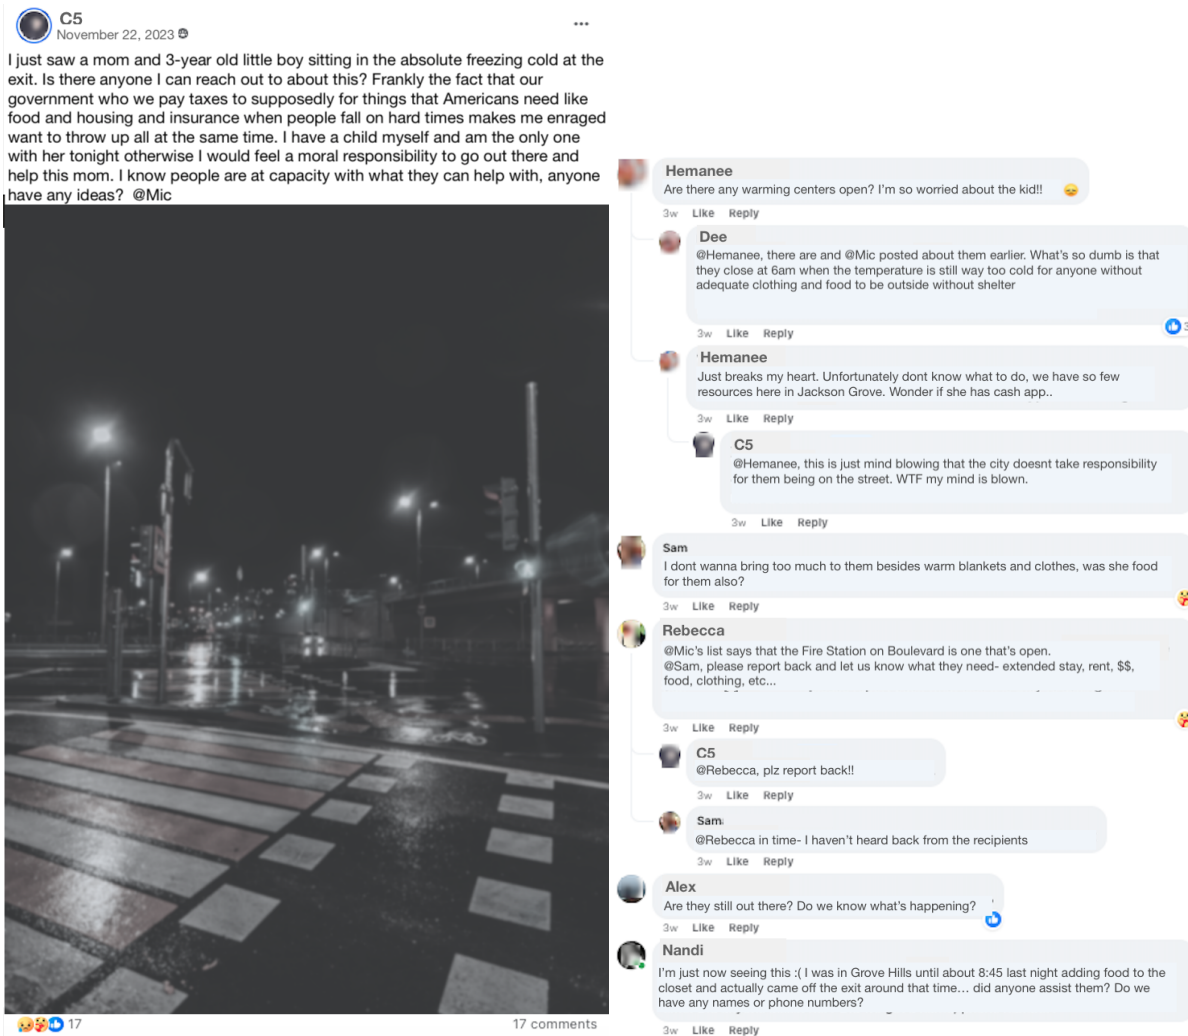 C5
November 22, 2023
I just saw a mom and 3-year old little boy sitting in the absolute freezing cold at the
exit. Is there anyone I can reach out to about this? Frankly the fact that our
government who we pay taxes to supposedly for things that Americans need like
food and housing and insurance when people fall on hard times makes me enraged
want to throw up all at the same time. I have a child myself and am the only one
with her tonight otherwise I would feel a moral responsibility to go out there and
help this mom. I know people are at capacity with what they can help with, anyone
have any ideas? @Mic
17
17 comments
Hemanee
Are there any warming centers open? I'm so worried about the kid!!
3w Like Reply
Dee
@Hemanee, there are and @Mic posted about them earlier. What's so dumb is that
they close at 6am when the temperature is still way too cold for anyone without
adequate clothing and food to be outside without shelter
3
3w Like Reply
Hemanee
Just breaks my heart. Unfortunately dont know what to do, we have so few
resources here in Jackson Grove. Wonder if she has cash app..
3w Like Reply
C5
@Hemanee, this is just mind blowing that the city doesnt take responsibility
for them being on the street. WTF my mind is blown.
3w Like Reply
Sam
I dont wanna bring too much to them besides warm blankets and clothes, was she food
for them also?
3w Like Reply
Rebecca
@Mic's list says that the Fire Station on Boulevard is one that's open.
@Sam, please report back and let us know what they need- extended stay, rent, $$,
food, clothing, etc...
3w Like Reply
C5
@Rebecca, plz report back!!
3w Like Reply
Sam
@Rebecca in time- I haven't heard back from the recipients
3w Like Reply
Alex
Are they still out there? Do we know what's happening?
3w Like Reply
Nandi
I'm just now seeing this :( I was in Grove Hills until about 8:45 last night adding food to the
closet and actually came off the exit around that time... did anyone assist them? Do we
have any names or phone numbers?
3w Like Reply